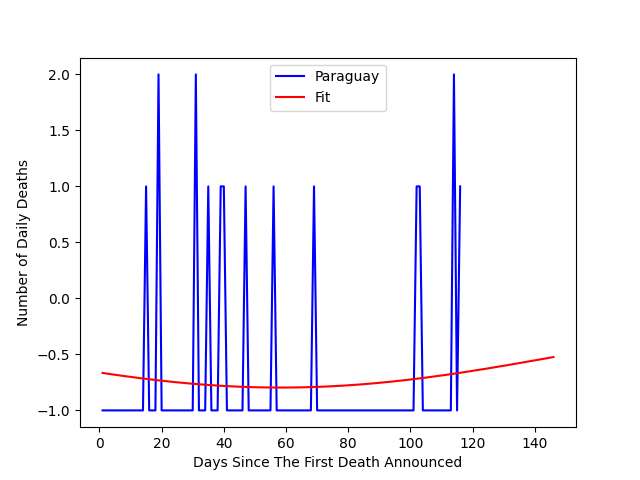 Paraguay
Fit
2.0
1.5
1.0
0.5
0.0
−0.5
−1.0
Number of Daily Deaths
0 20 40 60 80 100 120 140
Days Since The First Death Announced